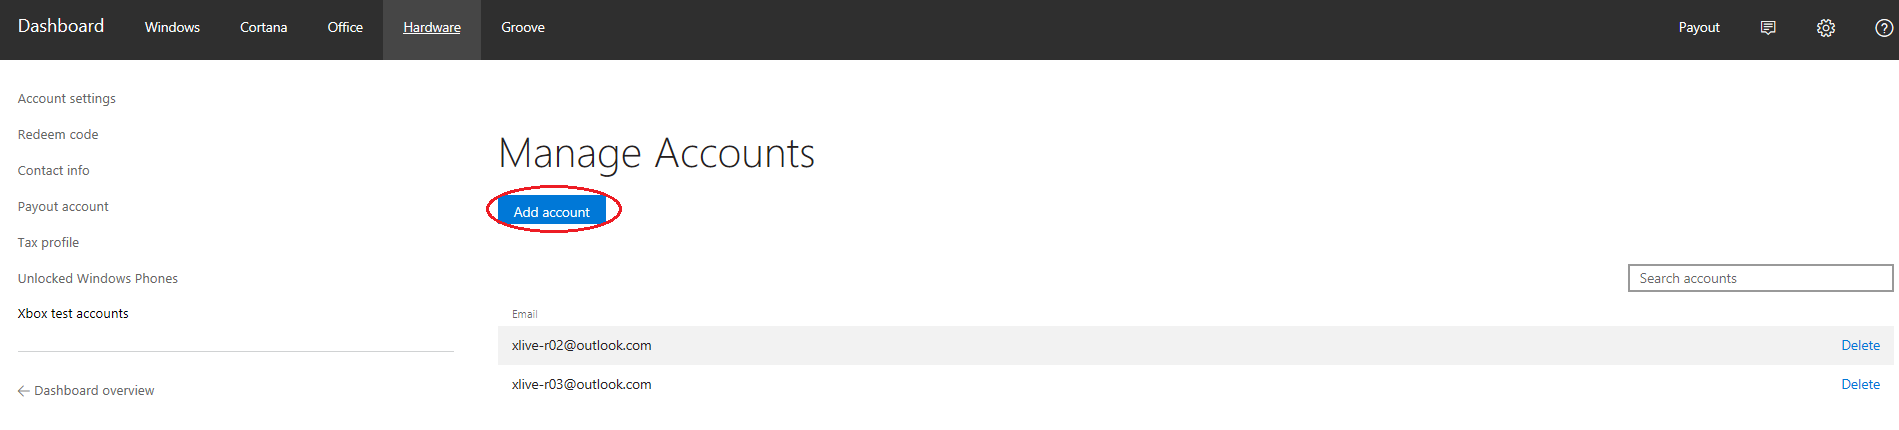 Dashboard Windows Cortana Office Hardware Groove Payout
Account settings
Redeem code
Contact info
Payout account
Tax profile
Unlocked Windows Phones
Xbox test accounts
Dashboard overview
Manage Accounts
Add account
Search accounts
Email
xlive-r02@outlook.com Delete
xlive-r03@outlook.com Delete